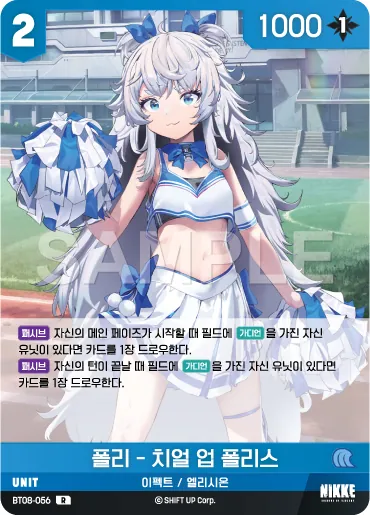 2
1000 1
SAMPLE
패시브 자신의 메인 페이즈가 시작할 때 필드에 가디언 을 가진 자신
유닛이 있다면 카드를 1장 드로우한다.
패시브 자신의 턴이 끝날 때 필드에 가디언 을 가진 자신 유닛이 있다면
카드를 1장 드로우한다.
폴리 - 치얼 업 폴리스
UNIT
이펙트 / 엘리시온
BT08-056 R
© SHIFT UP Corp.
NIKKE